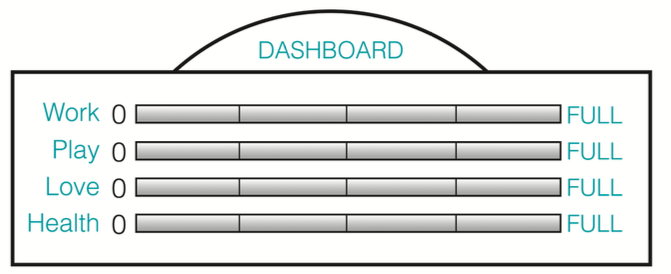 DASHBOARD
Work 0 FULL
Play 0 FULL
Love 0 FULL
Health 0 FULL